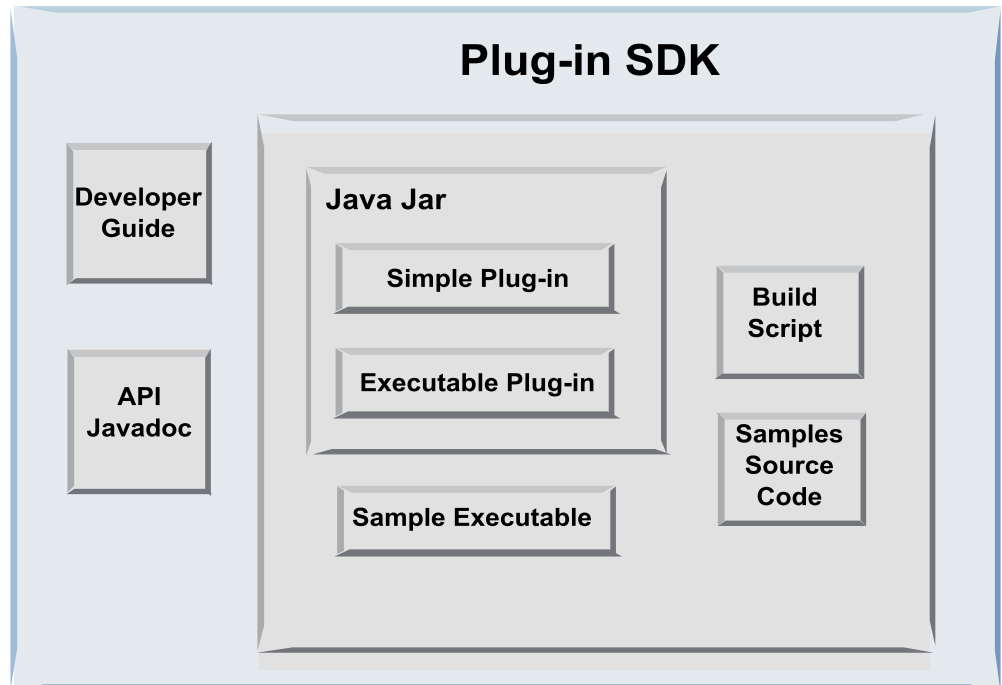 Plug-in SDK
Developer
Guide
API
Javadoc
Java Jar
Simple Plug-in
Executable Plug-in
Sample Executable
Build
Script
Samples
Source
Code